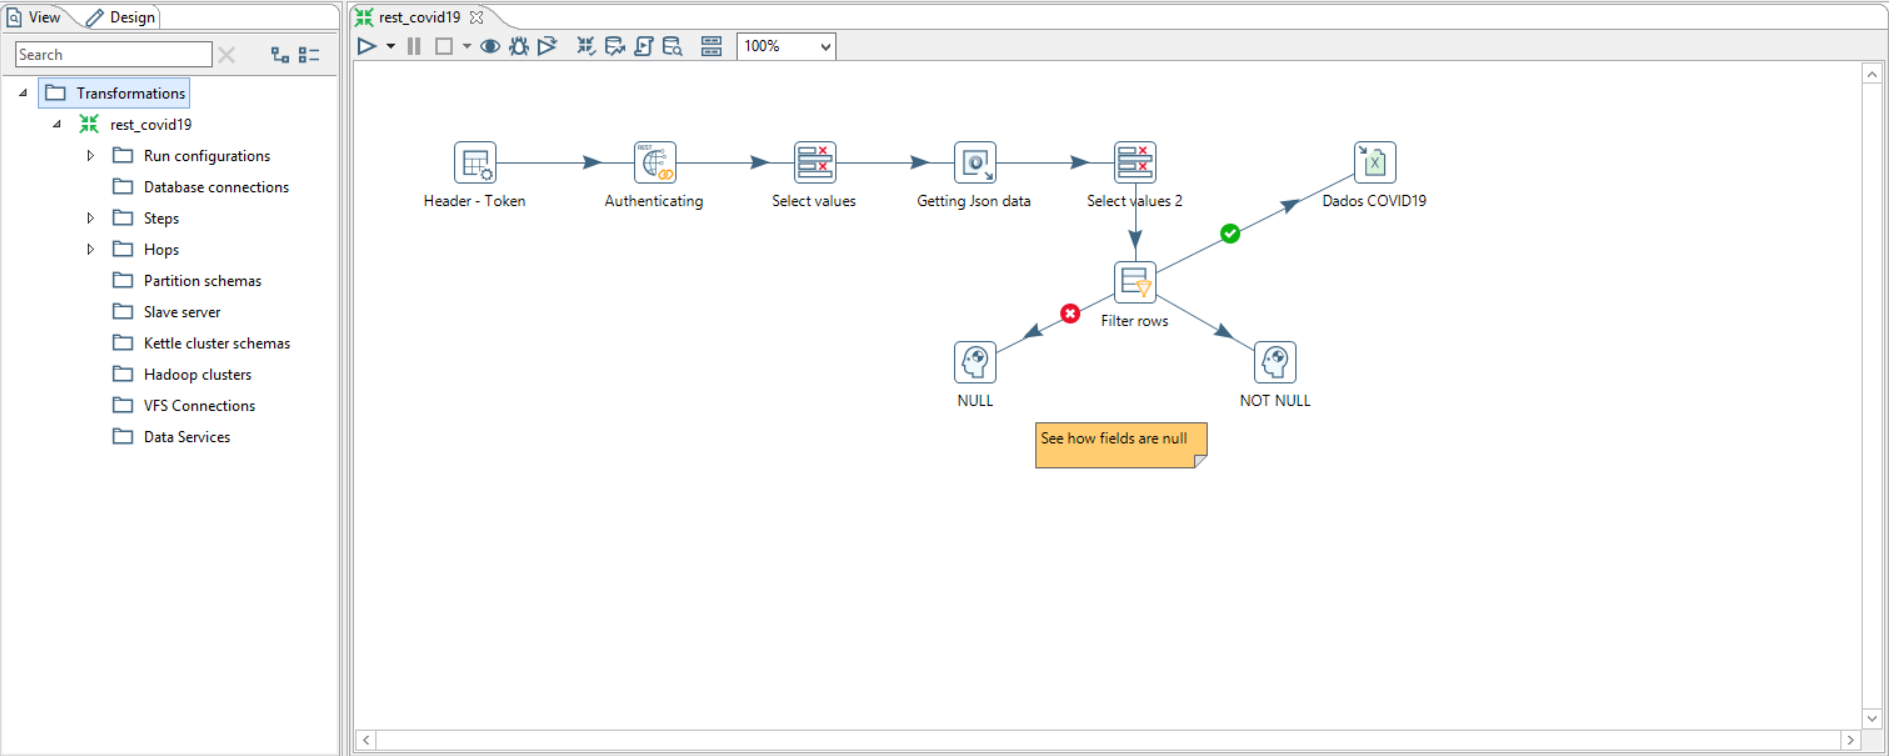 View
Design
Search
Transformations
rest_covid19
Run configurations
Database connections
Steps
Hops
Partition schemas
Slave server
Kettle cluster schemas
Hadoop clusters
VFS Connections
Data Services
rest_covid19
100%
Header - Token
Authenticating
Select values
Getting Json data
Select values 2
Dados COVID19
Filter rows
NULL
NOT NULL
See how fields are null